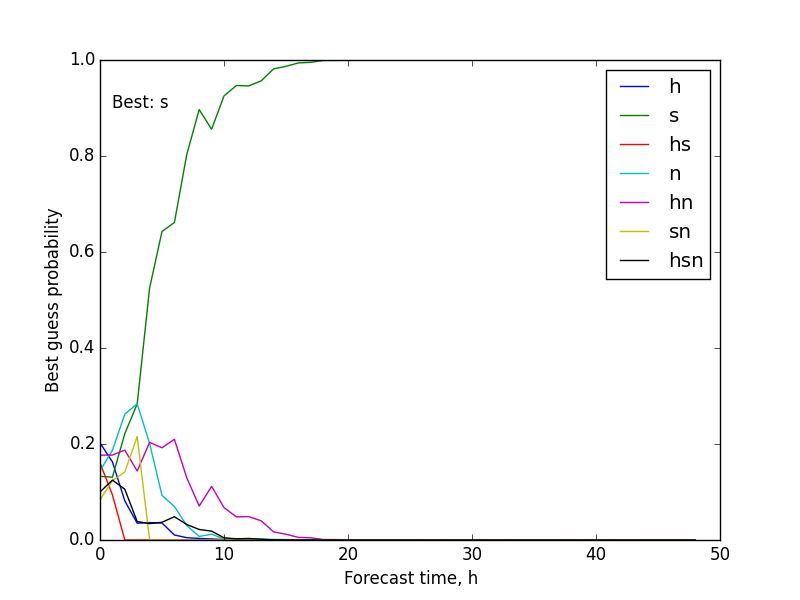 1.0
0.8
0.6
0.4
0.2
0.0
Best guess probability
Best: s
h
s
hs
n
hn
sn
hsn
0 10 20 30 40 50
Forecast time, h